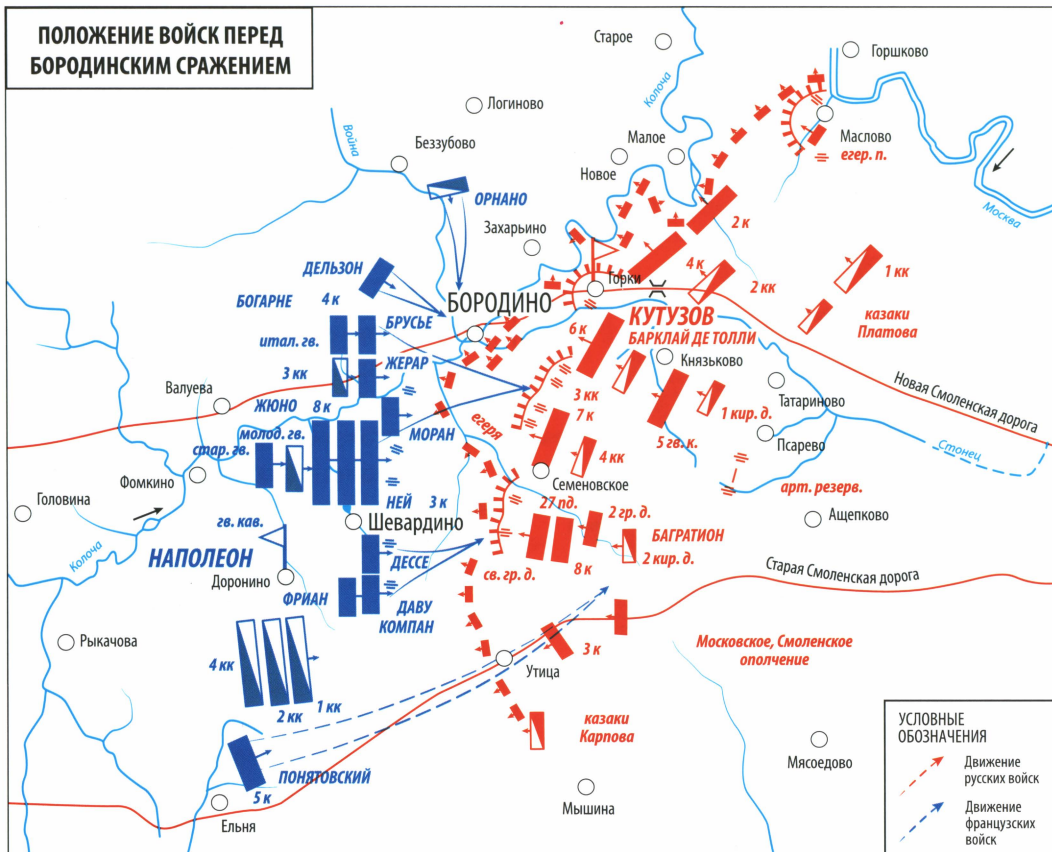 ПОЛОЖЕНИЕ ВОЙСК ПЕРЕД
БОРОДИНСКИМ СРАЖЕНИЕМ
Старое
Горшково
Колоча
Логиново
Война
Беззубово
Малое
Маслово
егер. п.
Новое
ОРНАНО
Москва
Захарьино
2 к
ДЕЛЬЗОН
4 к
Горки
2 кк
1 кк
БОГАРНЕ
4 к
БОРОДИНО
КУТУЗОВ
казаки
Платова
БРУСЬЕ
6 к
БАРКЛАЙ ДЕ ТОЛЛИ
итал. гв.
Князьково
ЖЕРАР
3 кк
3 кк
Валуева
Татариново
Новая Смоленская дорога
ЖЮНО
8 к
егеря
7 к
1 кир. д.
молод. гв.
МОРАН
5 гв. к.
Псарево
Стонец
стар. гв.
4 кк
Фомкино
Семеновское
арт. резерв.
Головина
НЕЙ
3 к
27 пд.
2 гр. д.
гв. кав.
Шевардино
Ащепково
БАГРАТИОН
НАПОЛЕОН
Колоча
ДЕССЕ
8 к
2 кир. д.
св. гр. д.
Старая Смоленская дорога
Доронино
ФРИАН
ДАВУ
КОМПАН
Рыкачова
3 к
Московское, Смоленское
ополчение
4 кк
Утица
1 кк
2 кк
казаки
Карпова
УСЛОВНЫЕ
ОБОЗНАЧЕНИЯ
Мясоедово
Движение
русских войск
ПОНЯТОВСКИЙ
5 к
Мышина
Движение
французских
войск
Ельня